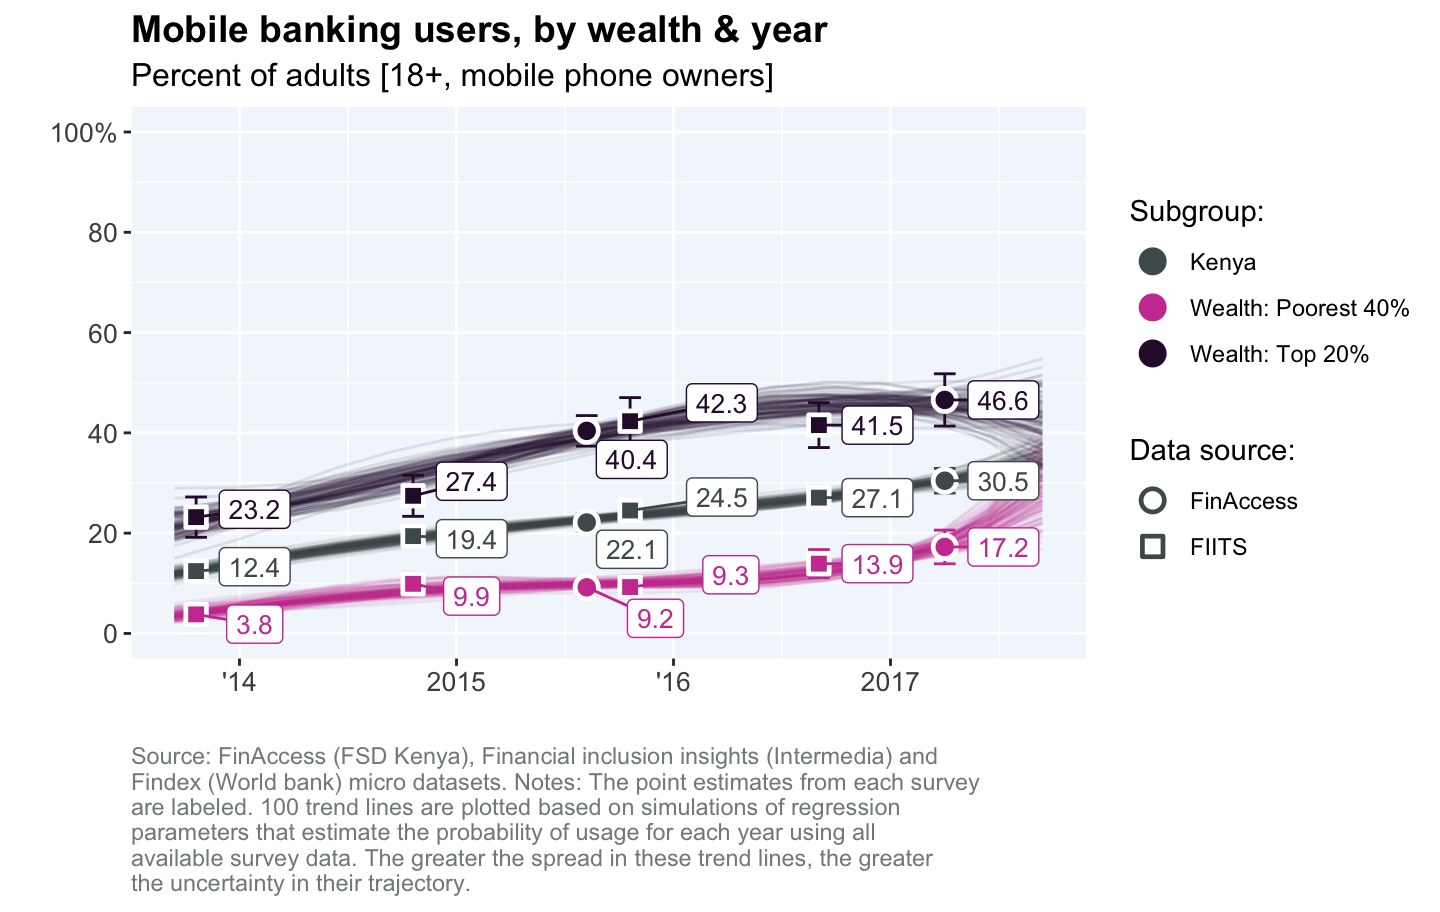 Mobile banking users, by wealth & year
Percent of adults [18+, mobile phone owners]
100%
80
60
40
20
0
23.2
27.4
40.4
42.3
41.5
46.6
12.4
19.4
22.1
24.5
27.1
30.5
3.8
9.9
9.2
9.3
13.9
17.2
'14
2015
'16
2017
Subgroup:
Kenya
Wealth: Poorest 40%
Wealth: Top 20%
Data source:
FinAccess
FIITS
Source: FinAccess (FSD Kenya), Financial inclusion insights (Intermedia) and
Findex (World bank) micro datasets. Notes: The point estimates from each survey
are labeled. 100 trend lines are plotted based on simulations of regression
parameters that estimate the probability of usage for each year using all
available survey data. The greater the spread in these trend lines, the greater
the uncertainty in their trajectory.